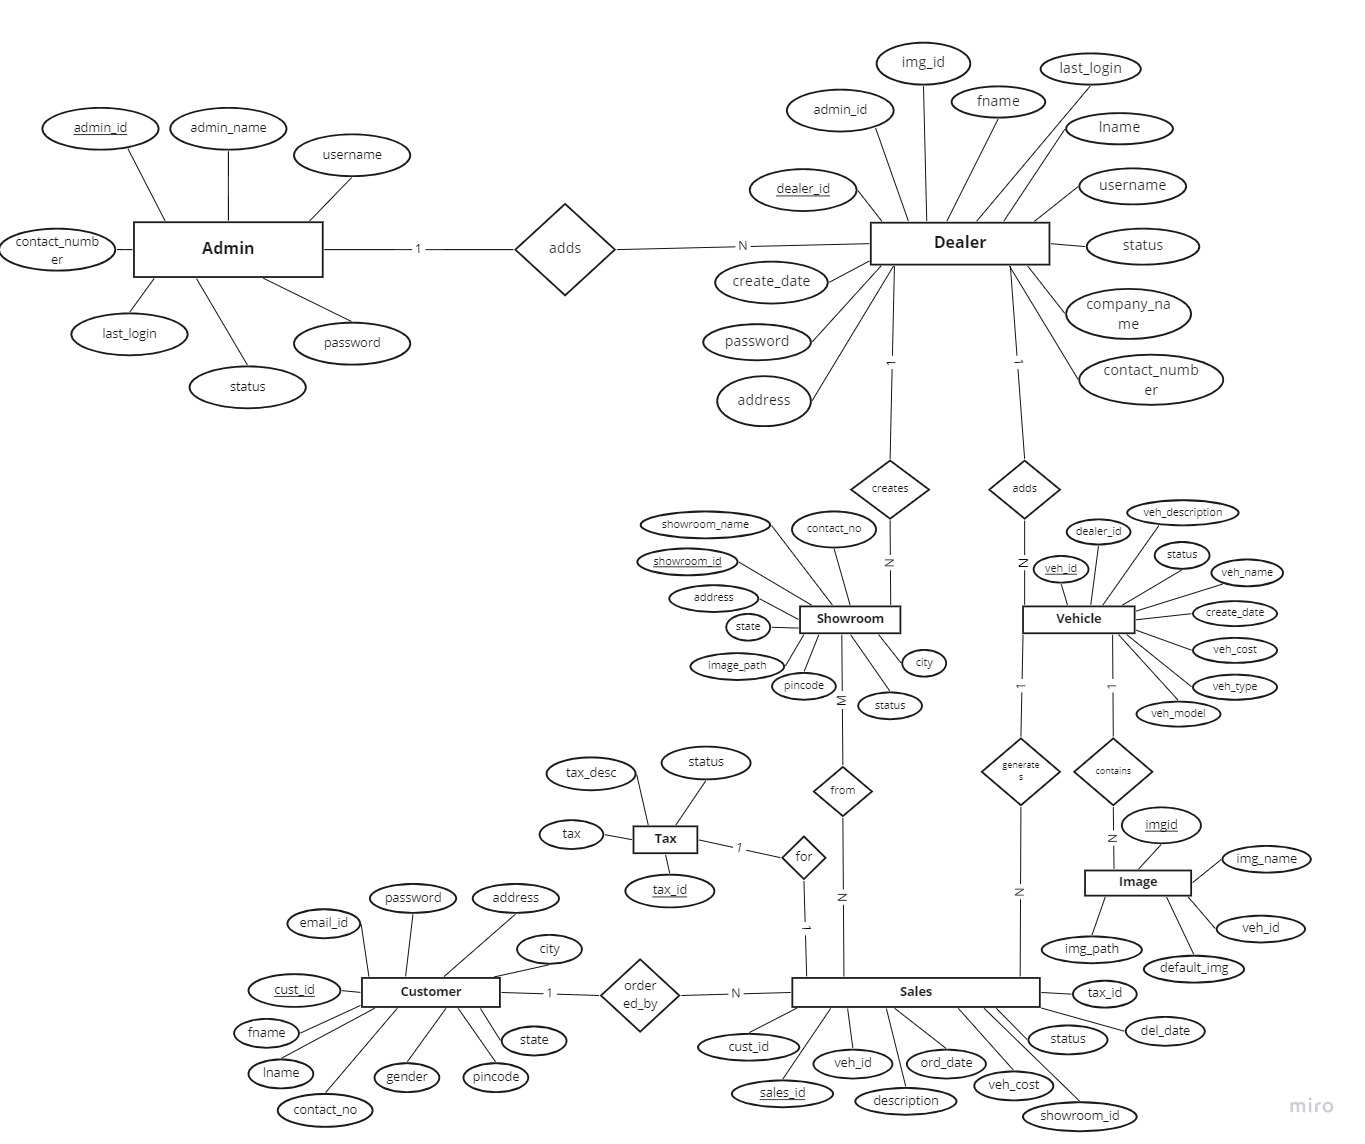 img_id
last_login
fname
admin_id
lname
admin_id
admin_name
username
dealer_id
username
contact_numb
er
Admin
1
adds
N
Dealer
status
create_date
company_na
me
last_login
password
password
1
1
contact_numb
er
status
address
creates
adds
veh_description
showroom_name
contact_no
dealer_id
status
showroom_id
N
N
veh_id
veh_name
address
create_date
state
Showroom
Vehicle
veh_cost
image_path
city
pincode
1
1
veh_type
M
status
veh_model
tax_desc
status
generate
s
contains
from
tax
Tax
1
for
N
imgid
img_name
tax_id
Image
email_id
password
address
N
N
1
veh_id
city
img_path
default_img
cust_id
Customer
1
order
ed_by
N
Sales
tax_id
fname
state
cust_id
status
del_date
lname
gender
pincode
veh_id
ord_date
veh_cost
contact_no
sales_id
description
showroom_id
miro